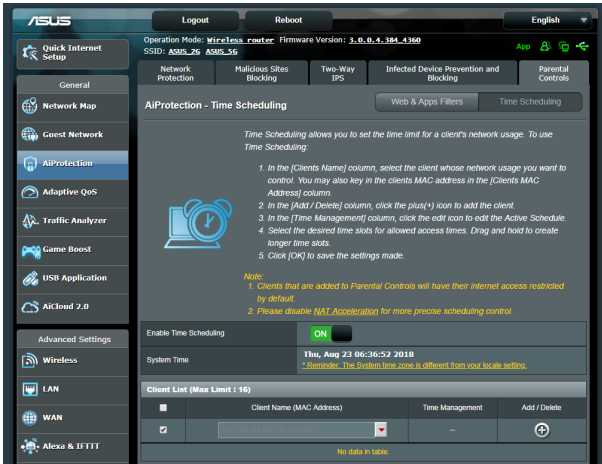 ASUS
Logout
Reboot
English
Quick Internet
Setup
Operation Mode: Wireless router Firmware Version: 3.0.0.4.384_4360
SSID: ASUS_2G ASUS_5G
App
General
Network Map
Guest Network
AiProtection
Adaptive QoS
Traffic Analyzer
Game Boost
USB Application
AiCloud 2.0
Advanced Settings
Wireless
LAN
WAN
Alexa & IFTTT
Network
Protection
Malicious Sites
Blocking
Two-Way
IPS
Infected Device Prevention and
Blocking
Parental
Controls
AiProtection - Time Scheduling
Web & Apps Filters
Time Scheduling
Time Scheduling allows you to set the time limit for a client's network usage. To use
Time Scheduling:
1. In the [Clients Name] column, select the client whose network usage you want to
control. You may also key in the clients MAC address in the [Clients MAC
Address] column.
2. In the [Add / Delete] column, click the plus(+) icon to add the client.
3. In the [Time Management] column, click the edit icon to edit the Active Schedule.
4. Select the desired time slots for allowed access times. Drag and hold to create
longer time slots.
5. Click [OK] to save the settings made.
Note:
1. Clients that are added to Parental Controls will have their internet access restricted
by default.
2. Please disable NAT Acceleration for more precise scheduling control.
Enable Time Scheduling
ON
System Time
Thu, Aug 23 06:36:52 2018
* Reminder: The System time zone is different from your locale setting.
Client List (Max Limit : 16)
Client Name (MAC Address)
Time Management
Add / Delete
--
No data in table.